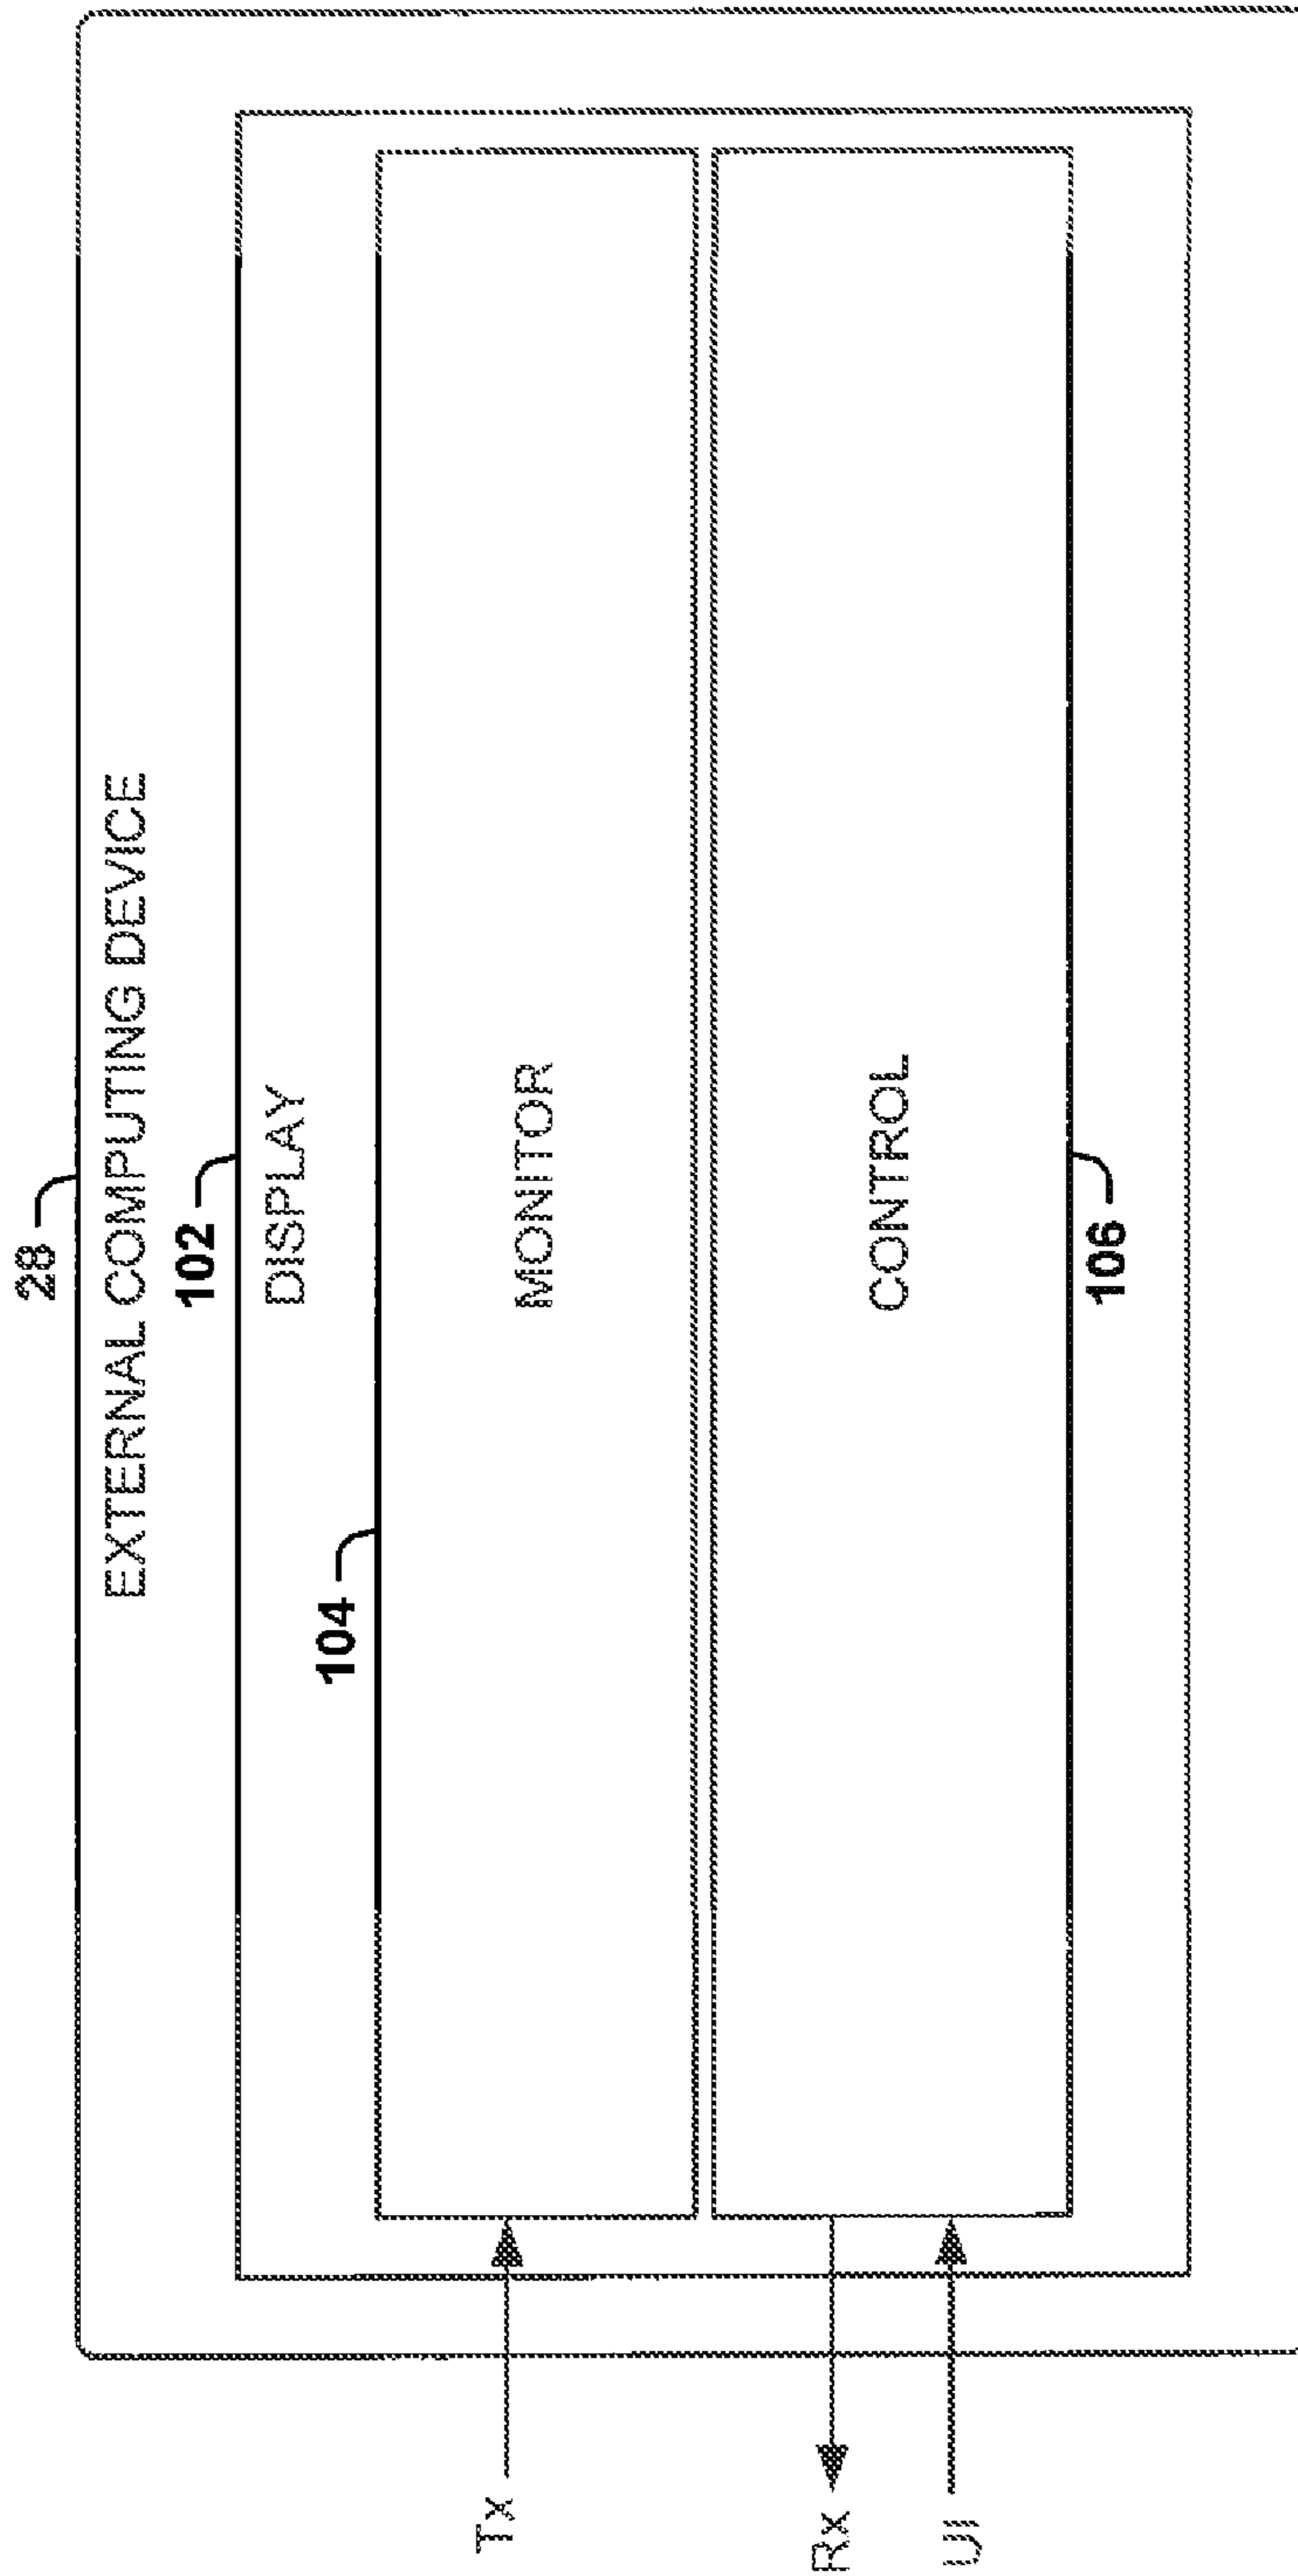 28
EXTERNAL COMPUTING DEVICE
102
DISPLAY
104
MONITOR
Tx
CONTROL
Rx
UI
106